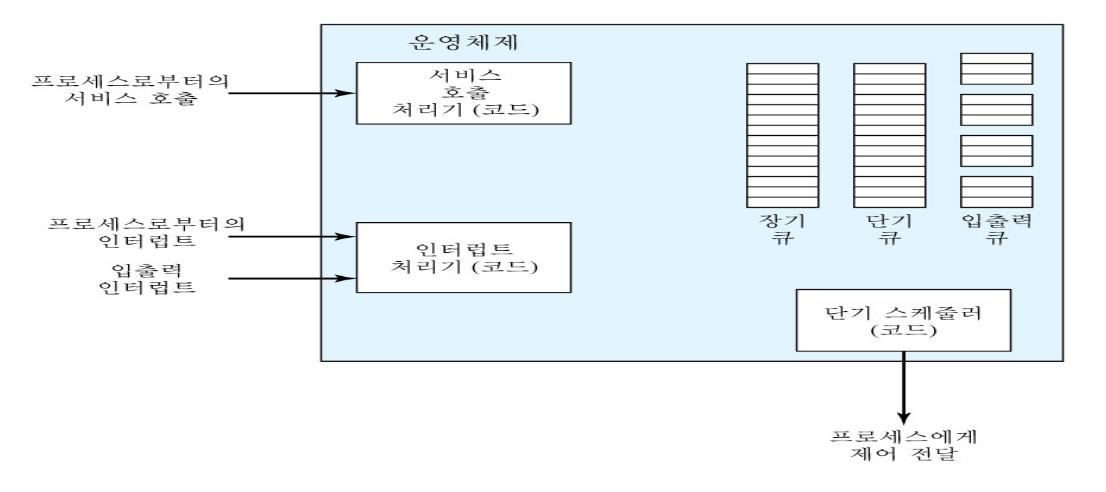 운영체제
프로세스로부터의
서비스 호출
서비스
호출
처리기 (코드)
프로세스로부터의
인터럽트
입출력
인터럽트
인터럽트
처리기 (코드)
장기
큐
단기
큐
입출력
큐
단기 스케줄러
(코드)
프로세스에게
제어 전달